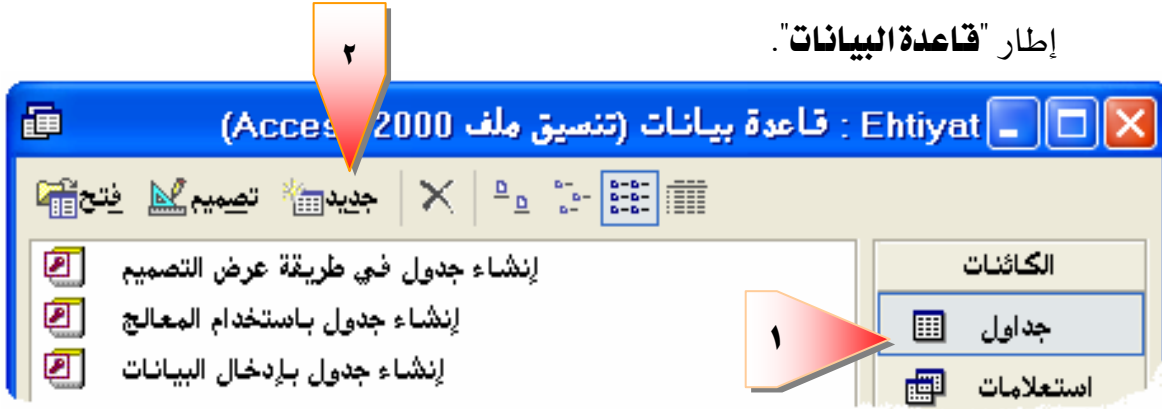 إطار "قاعدة البيانات".
٢
Ehtiyat : قاعدة بيانات (تنسيق ملف Access 2000)
جديد تصميم فتح
الكائنات
جداول
استعلامات
١
إنشاء جدول في طريقة عرض التصميم
إنشاء جدول باستخدام المعالج
إنشاء جدول بإدخال البيانات